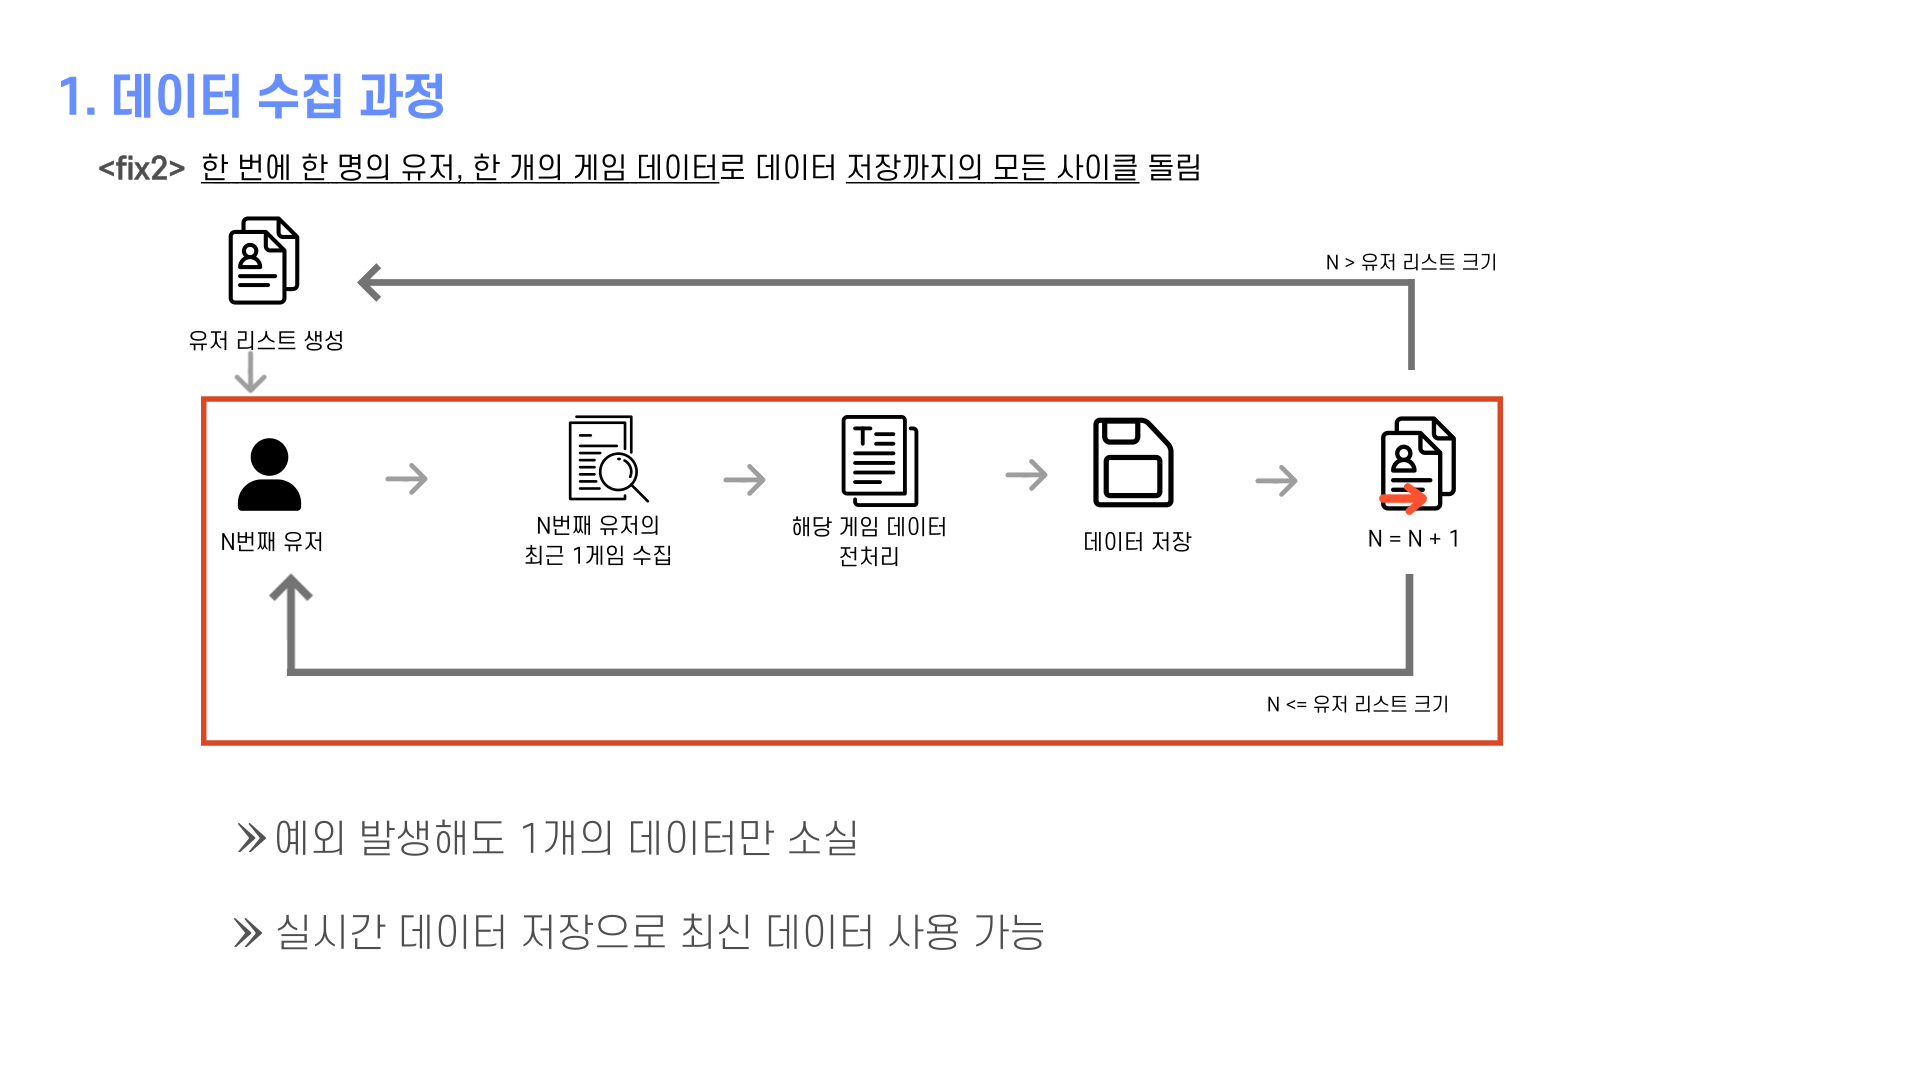 1. 데이터 수집 과정
<fix2> 한 번에 한 명의 유저, 한 개의 게임 데이터로 데이터 저장까지의 모든 사이클 돌림
N > 유저 리스트 크기
유저 리스트 생성
N번째 유저
N번째 유저의
최근 1게임 수집
해당 게임 데이터
전처리
T
데이터 저장
N = N + 1
N <= 유저 리스트 크기
예외 발생해도 1개의 데이터만 소실
실시간 데이터 저장으로 최신 데이터 사용 가능